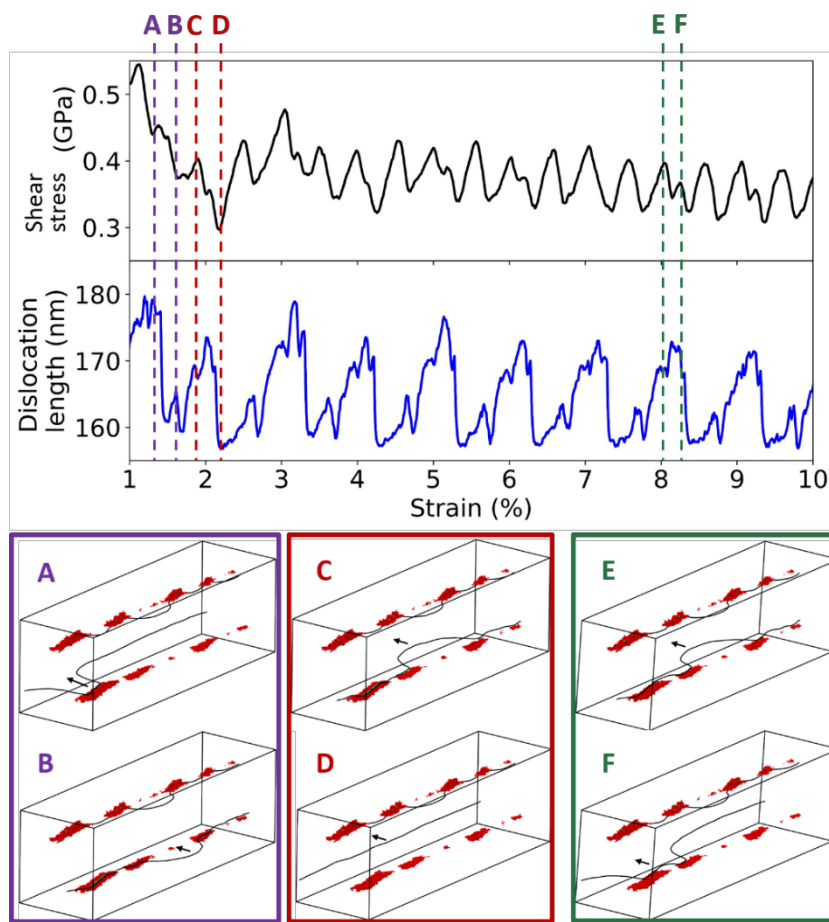 A B C D E F
Shear stress (GPa)
0.5
0.4
0.3
Dislocation length (nm)
180
170
160
1 2 3 4 5 6 7 8 9 10
Strain (%)
A
C
E
B
D
F